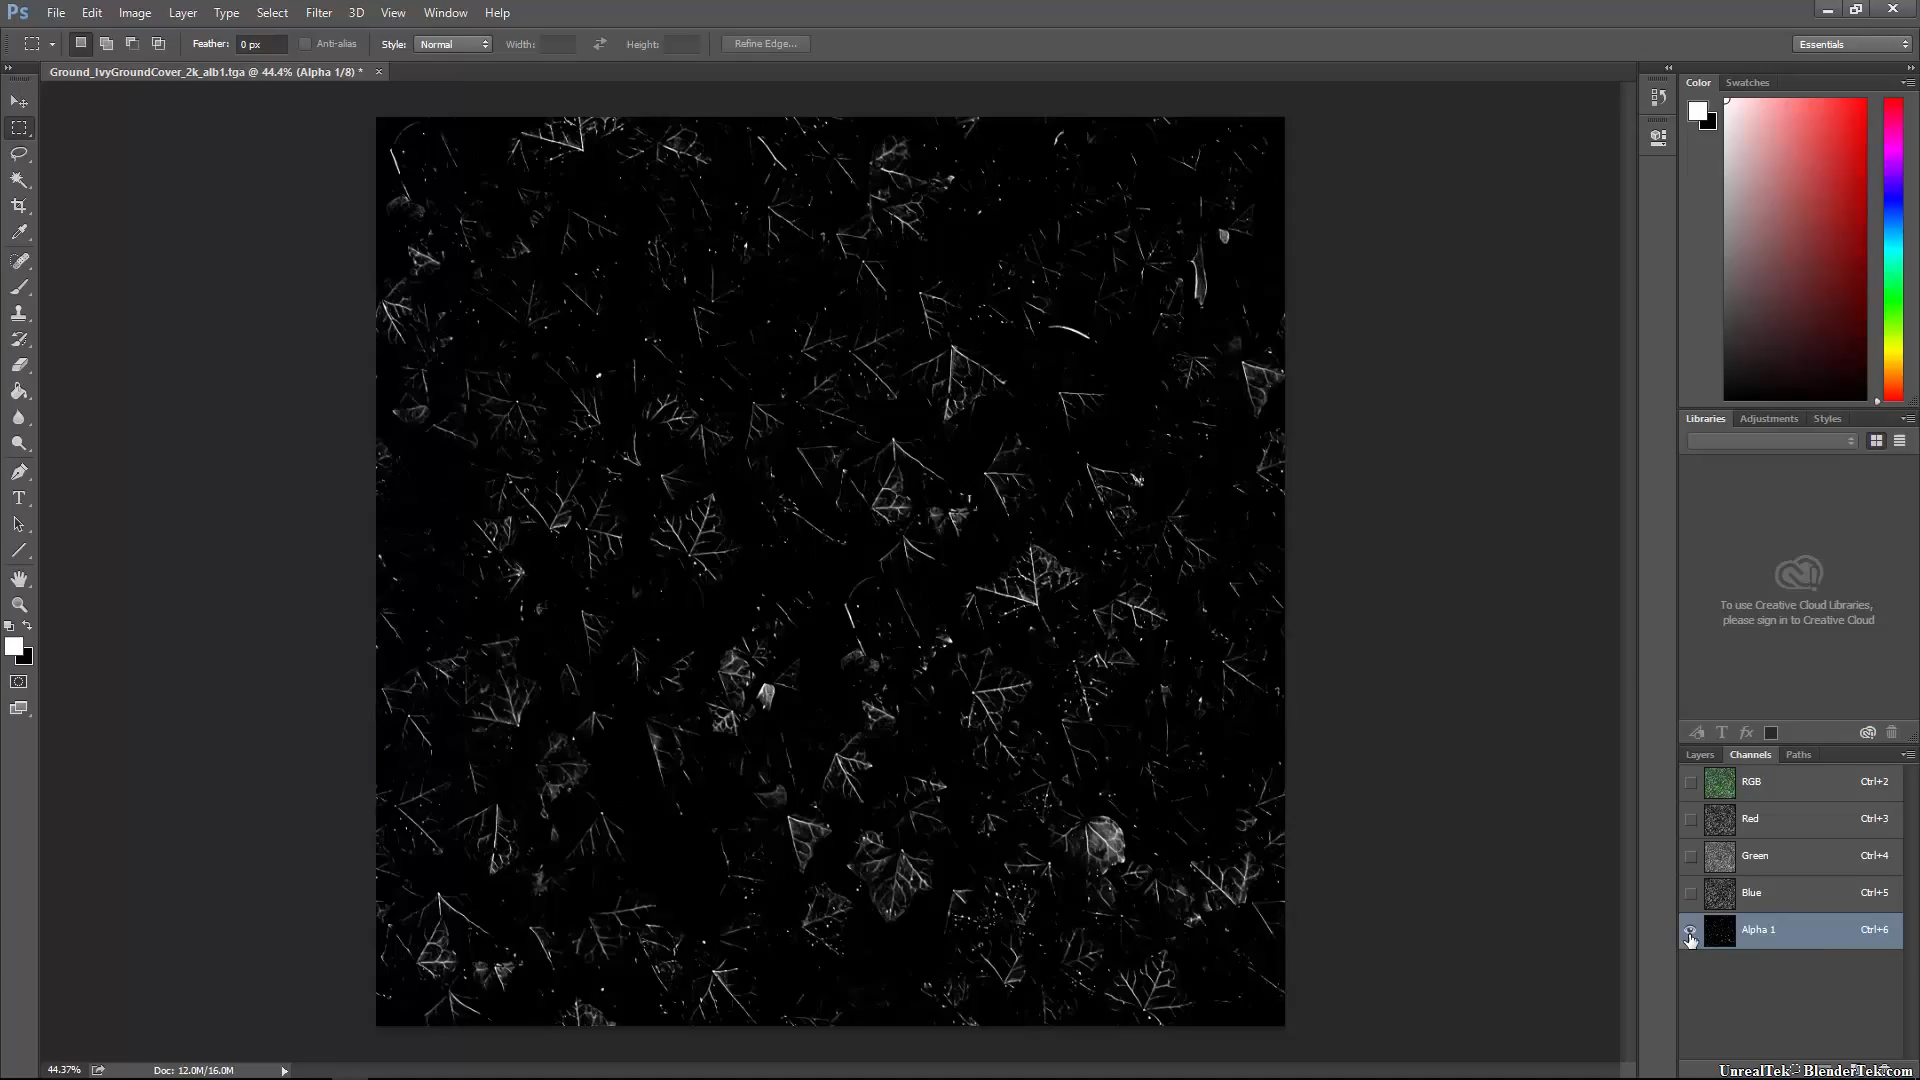 Ps File Edit Image Layer Type Select Filter 3D View Window Help
Feather: 0 px Anti-alias Style: Normal Width: Height: Refine Edge... Essentials
Ground_IvyGroundCover_2k_alb1.tga @ 44.4% (Alpha 1/8) * ×
Color Swatches
Libraries Adjustments Styles
To use Creative Cloud Libraries,
please sign in to Creative Cloud
T fx
Layers Channels Paths
RGB Ctrl+2
Red Ctrl+3
Green Ctrl+4
Blue Ctrl+5
Alpha 1 Ctrl+6
44.37% Doc: 12.0M/16.0M
UnrealTek - BlenderTek.com